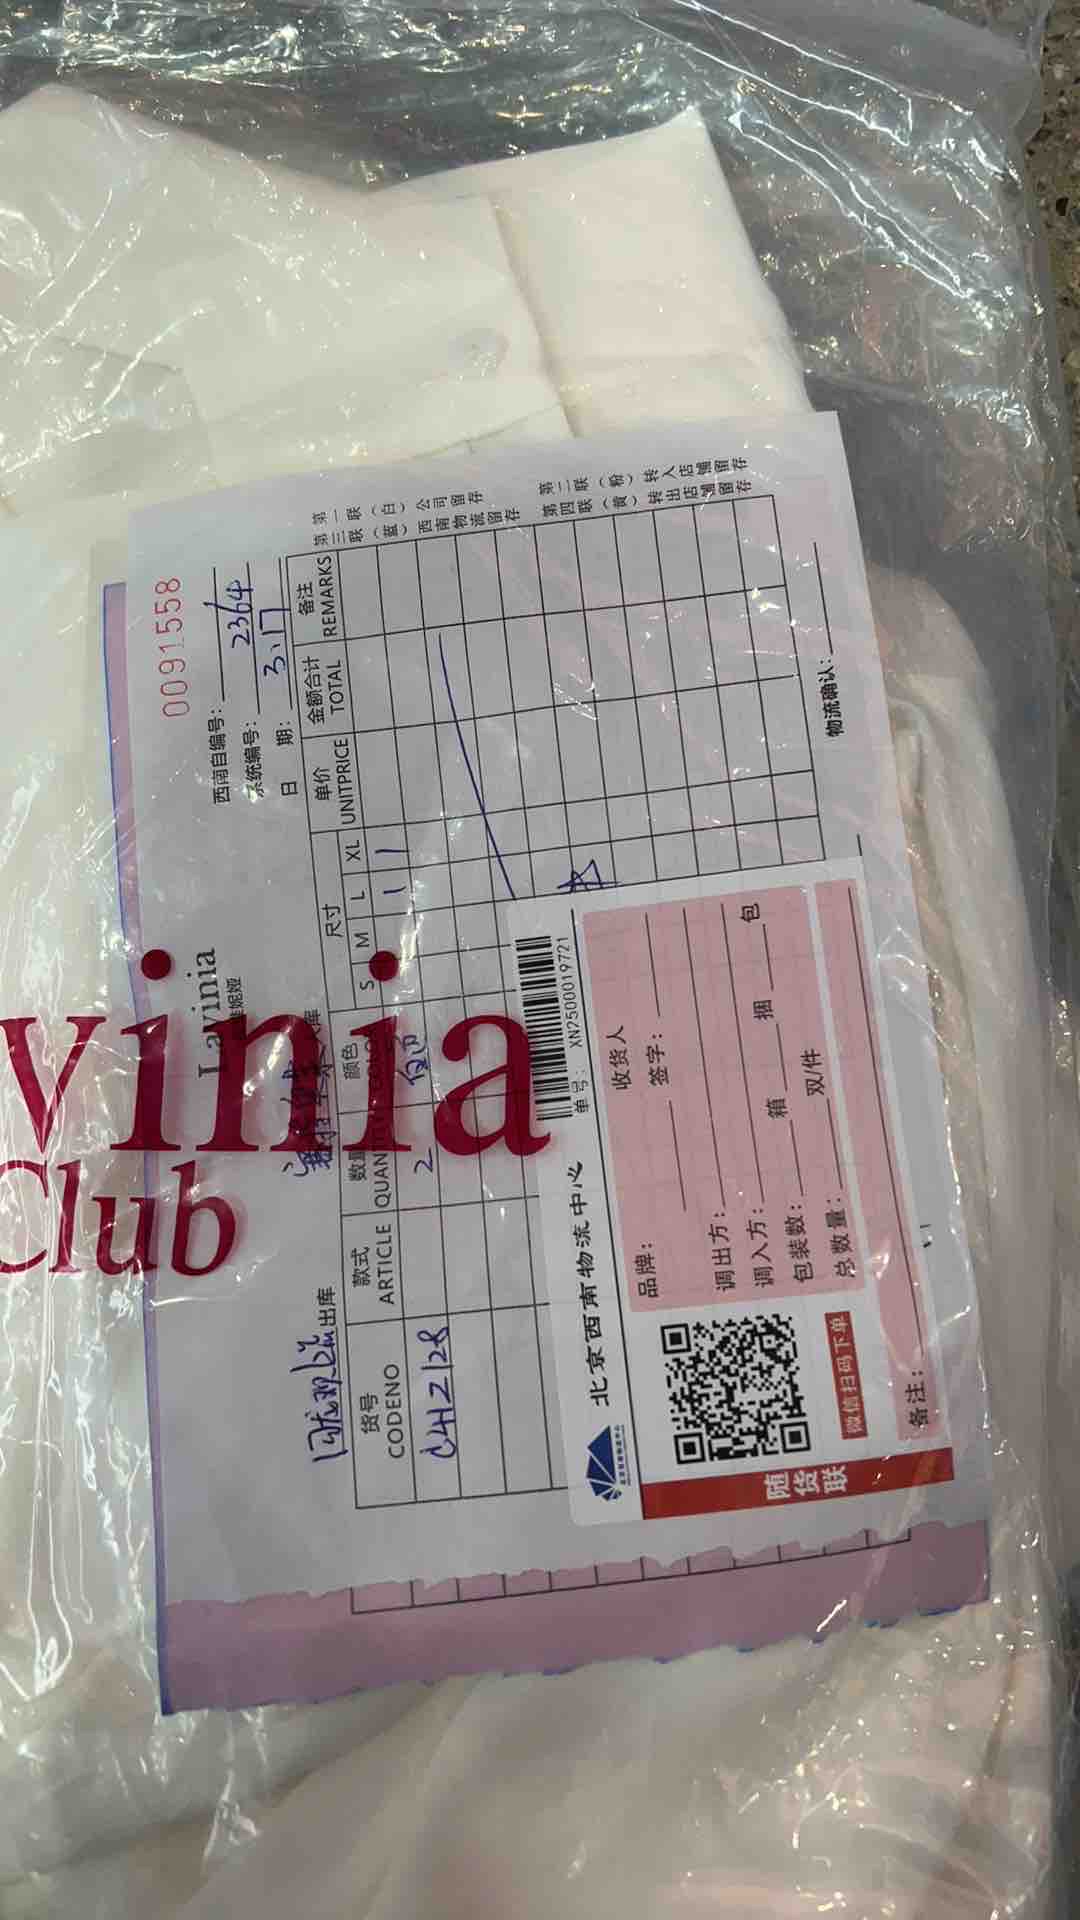 vinia
Club
0091558
Lavinia
西南自编号:
系统编号: 2364
日 期: 3.17
出库
入库
货号 款式 数量 颜色 尺寸 单价 金额合计 备注
CODENO ARTICLE S M L XL UNITPRICE TOTAL REMARKS
0412128 2 1 1
第一联(白)公司留存
第三联(蓝)西南物流留存
第二联(粉)转入店铺留存
第四联(黄)转出店铺留存
物流确认:
北京西南物流中心
单号: XN2500019721
品牌: 收货人
签字:
调出方:
调入方:
包装数: 箱 捆 包
总数量: 双/件
备注:
微信扫码下单
随货联